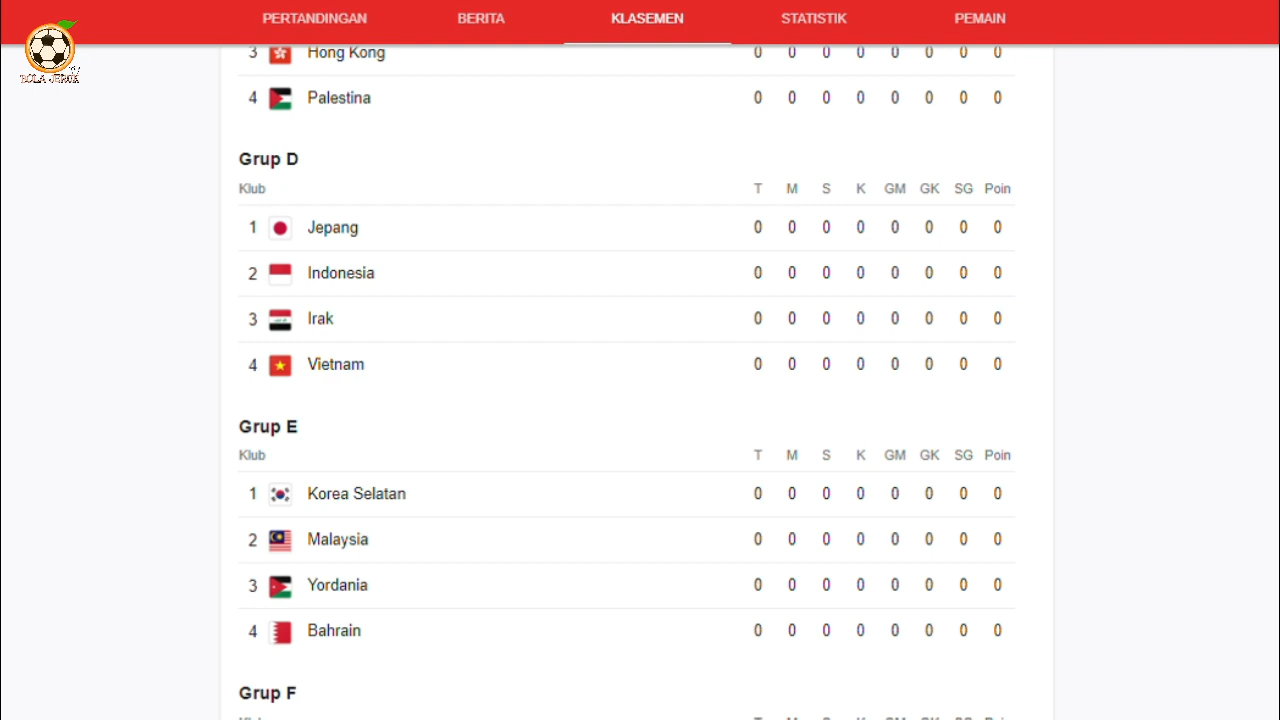 PERTANDINGAN BERITA KLASEMEN STATISTIK PEMAIN
BOLA JERUK
3 Hong Kong 0 0 0 0 0 0 0 0
4 Palestina 0 0 0 0 0 0 0 0
Grup D
Klub T M S K GM GK SG Poin
1 Jepang 0 0 0 0 0 0 0 0
2 Indonesia 0 0 0 0 0 0 0 0
3 Irak 0 0 0 0 0 0 0 0
4 Vietnam 0 0 0 0 0 0 0 0
Grup E
Klub T M S K GM GK SG Poin
1 Korea Selatan 0 0 0 0 0 0 0 0
2 Malaysia 0 0 0 0 0 0 0 0
3 Yordania 0 0 0 0 0 0 0 0
4 Bahrain 0 0 0 0 0 0 0 0
Grup F